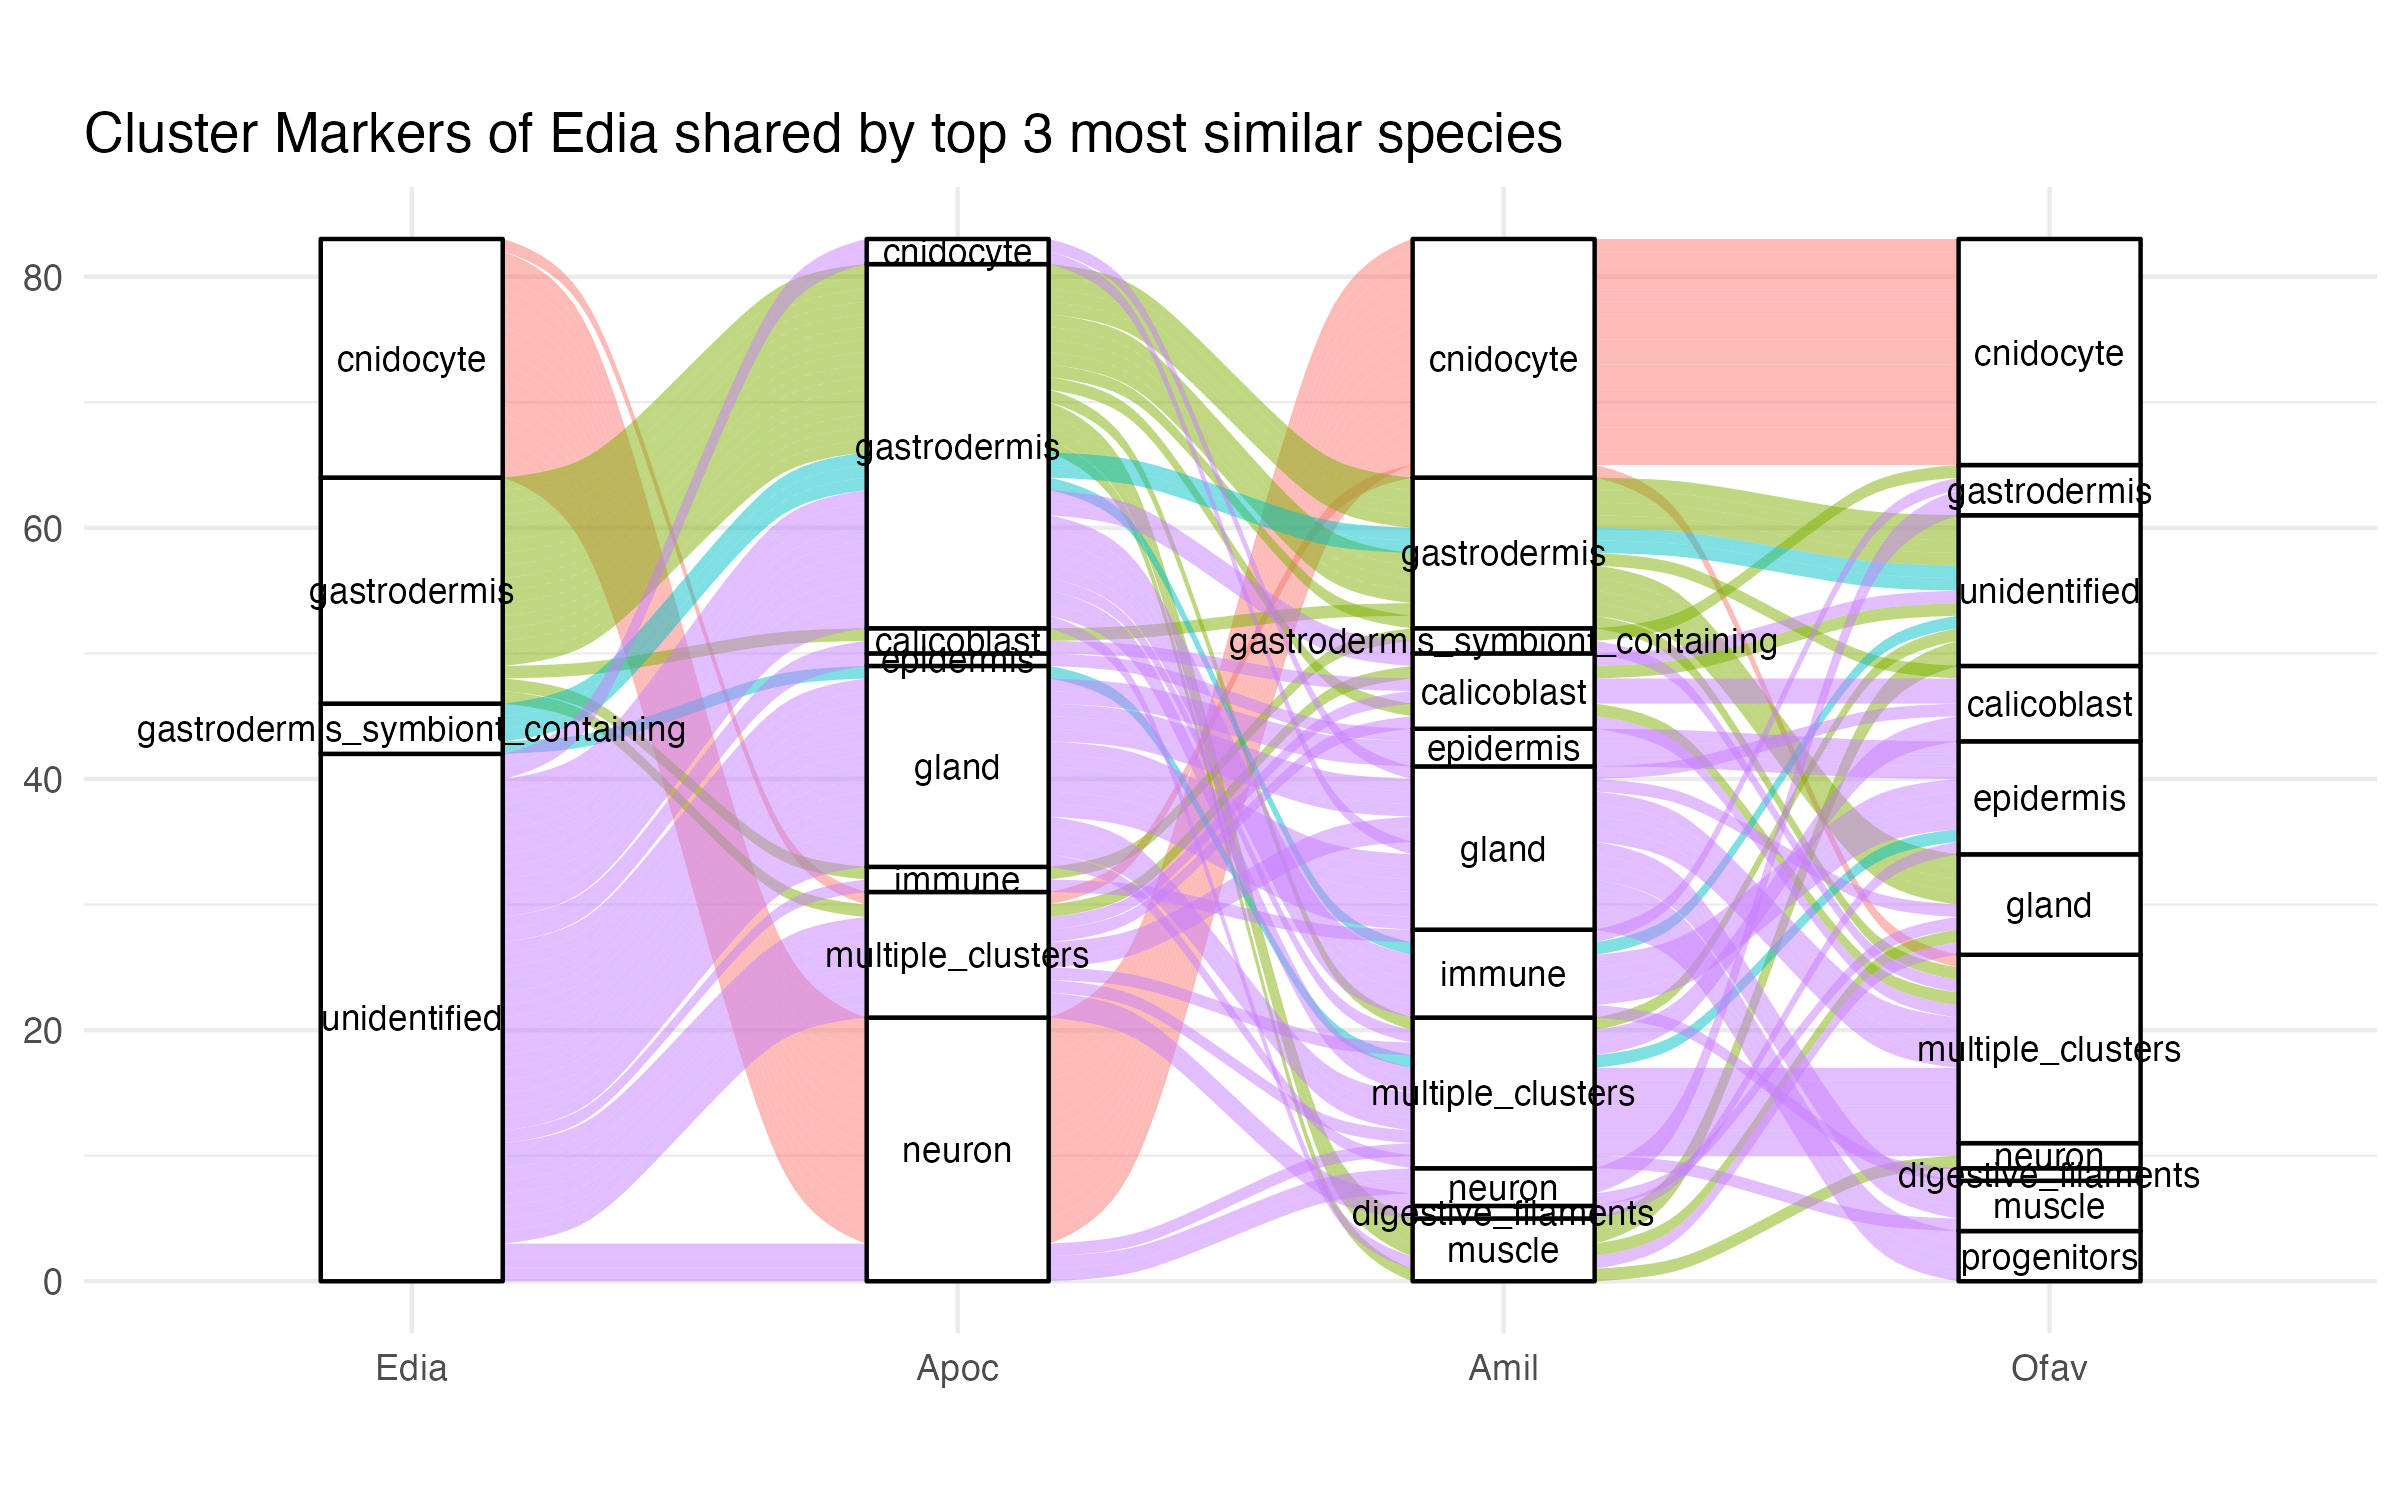 Cluster Markers of Edia shared by top 3 most similar species
80
60
40
20
0
cnidocyte
gastrodermis
gastrodermis_symbiont_containing
unidentified
cnidocyte
gastrodermis
calicoblast
epidermis
gland
immune
multiple_clusters
neuron
cnidocyte
gastrodermis
gastrodermis_symbiont_containing
calicoblast
epidermis
gland
immune
multiple_clusters
neuron
digestive_filaments
muscle
cnidocyte
gastrodermis
unidentified
calicoblast
epidermis
gland
multiple_clusters
neuron
digestive_filaments
muscle
progenitors
Edia
Apoc
Amil
Ofav